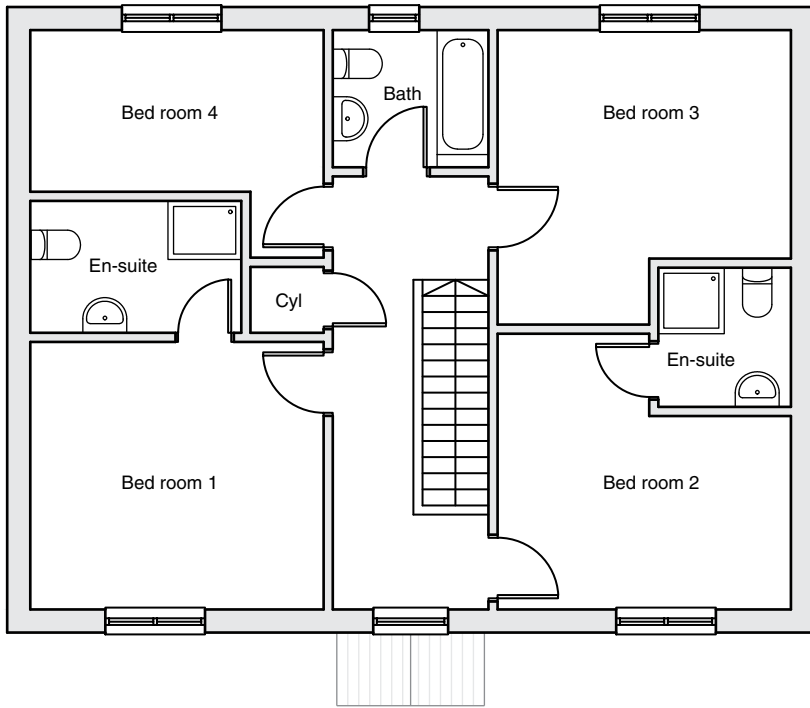 Bath
Bed room 4
Bed room 3
En-suite
Cyl
En-suite
Bed room 1
Bed room 2